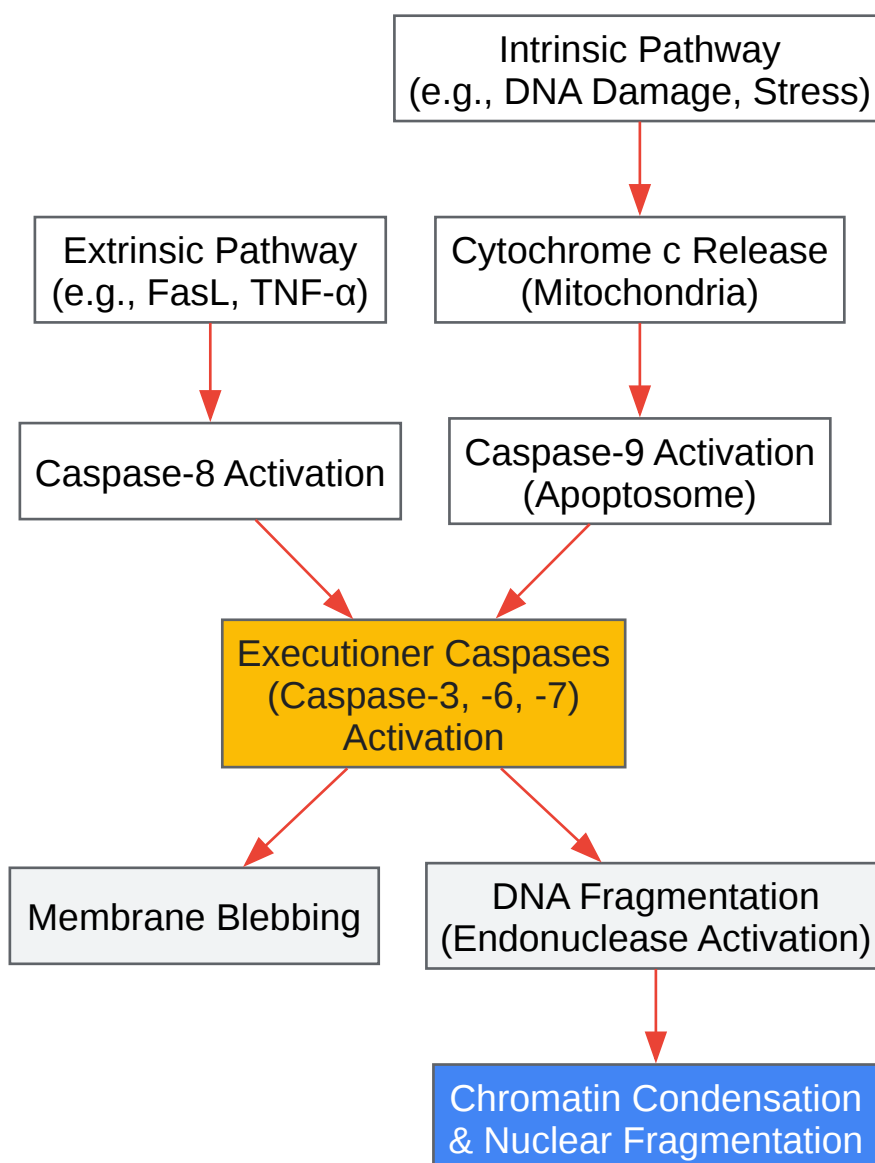 Intrinsic Pathway
(e.g., DNA Damage, Stress)
Extrinsic Pathway
(e.g., FasL, TNF-α)
Cytochrome c Release
(Mitochondria)
Caspase-8 Activation
Caspase-9 Activation
(Apoptosome)
Executioner Caspases
(Caspase-3, -6, -7)
Activation
Membrane Blebbing
DNA Fragmentation
(Endonuclease Activation)
Chromatin Condensation
& Nuclear Fragmentation